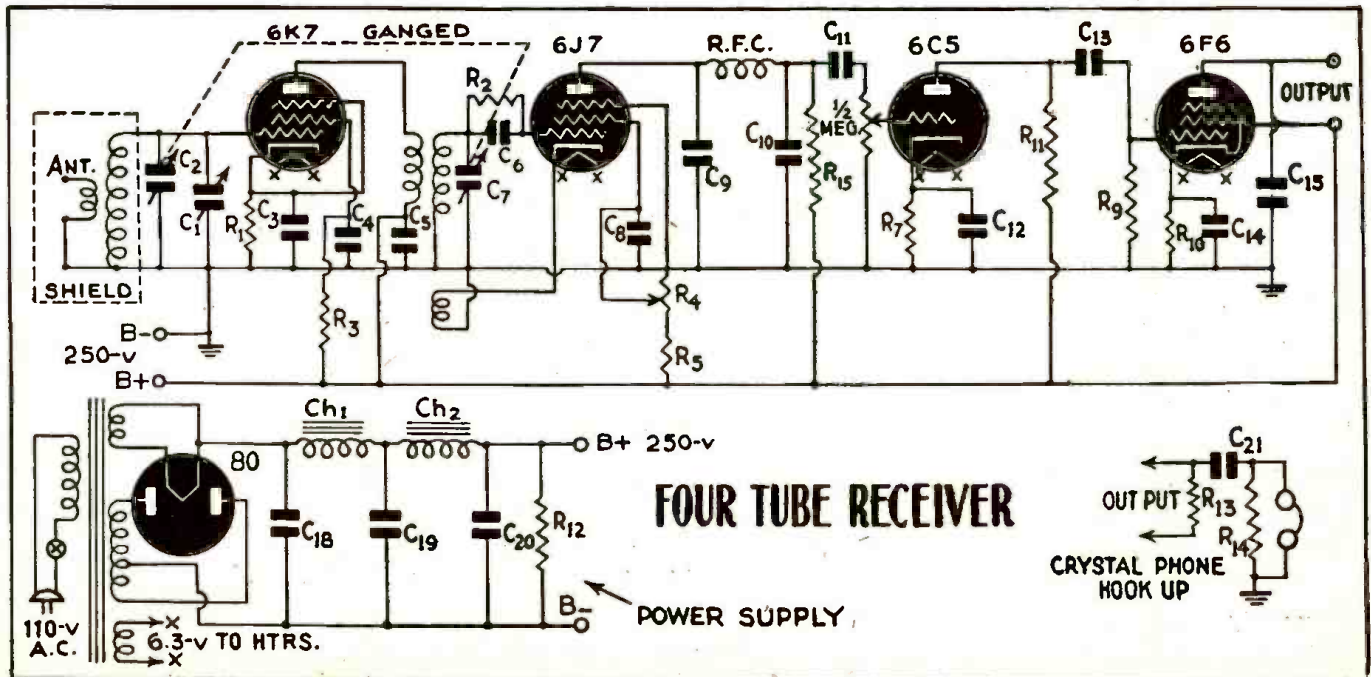 6K7 GANGED
6J7
R.F.C.
C11
6C5
C13
6F6
R2
C6
C7
C2
C1
ANT.
SHIELD
R1
C3
C4
C5
C8
C9
C10
R15
1/2 MEG.
R7
C12
R11
R9
R10
C14
C15
OUTPUT
R3
R4
R5
B-
250-v
B+
Ch1
Ch2
80
B+ 250-v
C18
C19
C20
R12
B-
110-v
A.C.
x
x
6.3-v TO HTRS.
POWER SUPPLY
FOUR TUBE RECEIVER
C21
OUT PUT
R13
R14
CRYSTAL PHONE
HOOK UP
x x
x x
x x
x x